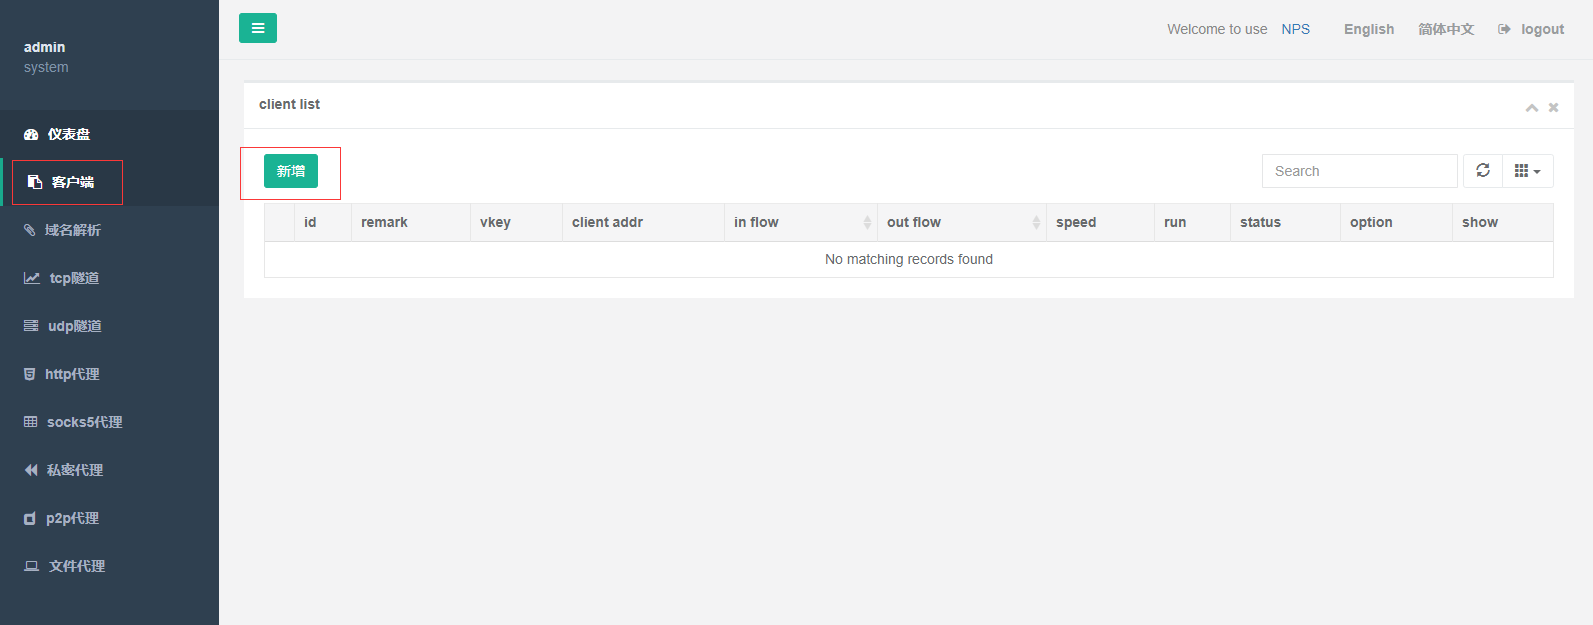 admin
system
仪表盘
客户端
域名解析
tcp隧道
udp隧道
http代理
socks5代理
私密代理
p2p代理
文件代理
Welcome to use NPS English 简体中文 logout
client list
新增
Search
id remark vkey client addr in flow out flow speed run status option show
No matching records found